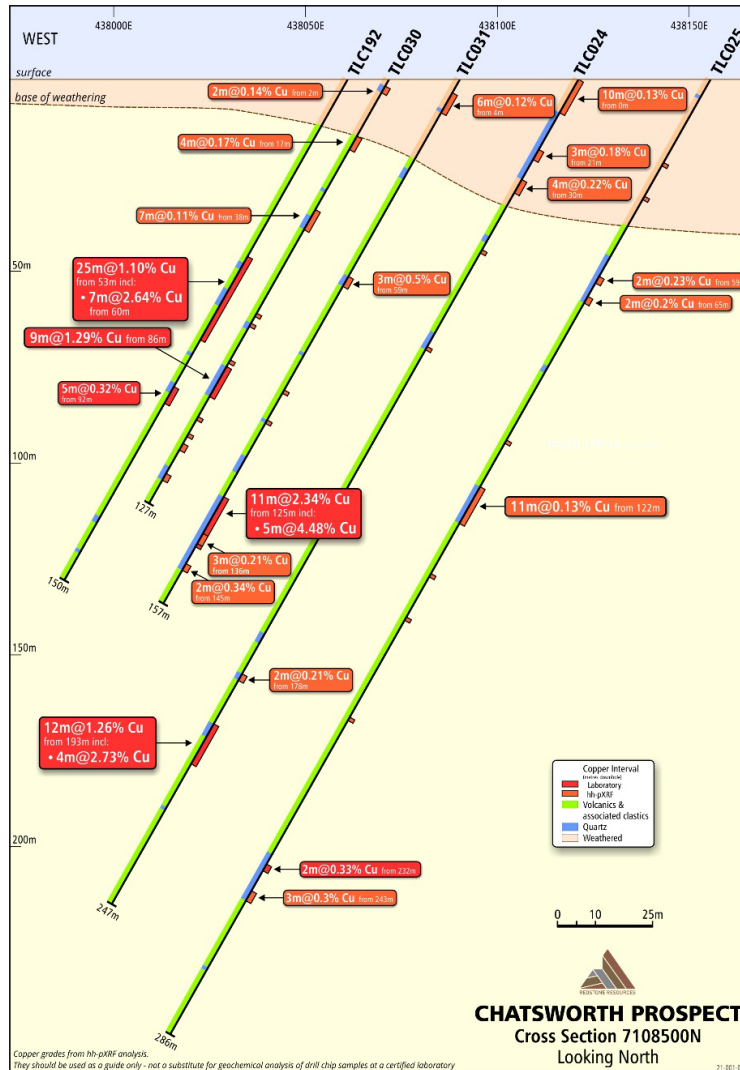 438000E
438050E
438100E
438150E
WEST
TLC192
TLC030
TLC031
TLC024
TLC025
surface
base of weathering
2m@0.14% Cu from 2m
6m@0.12% Cu
from 4m
10m@0.13% Cu
from 0m
4m@0.17% Cu from 17m
3m@0.18% Cu
from 21m
4m@0.22% Cu
from 30m
7m@0.11% Cu from 38m
50m
25m@1.10% Cu
from 53m incl:
• 7m@2.64% Cu
from 60m
3m@0.5% Cu
from 59m
2m@0.23% Cu from 59
2m@0.2% Cu from 65m
9m@1.29% Cu from 86m
5m@0.32% Cu
from 92m
100m
127m
11m@2.34% Cu
from 125m incl:
• 5m@4.48% Cu
11m@0.13% Cu from 122m
3m@0.21% Cu
from 136m
2m@0.34% Cu
from 145m
150m
157m
150m
2m@0.21% Cu
from 178m
12m@1.26% Cu
from 193m incl:
• 4m@2.73% Cu
Copper Interval
(metres downhole)
Laboratory
hh-pXRF
Volcanics &
associated clastics
Quartz
Weathered
200m
2m@0.33% Cu from 232m
3m@0.3% Cu from 243m
247m
0 10 25m
286m
REDSTONE RESOURCES
CHATSWORTH PROSPECT
Cross Section 7108500N
Looking North
Copper grades from hh-pXRF analysis.
They should be used as a guide only - not a substitute for geochemical analysis of drill chip samples at a certified laboratory